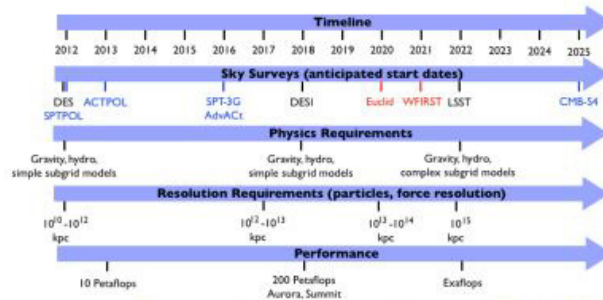 Timeline
2012 2013 2014 2015 2016 2017 2018 2019 2020 2021 2022 2023 2024 2025
Sky Surveys (anticipated start dates)
DES ACTPOL SPT-3G DESI Euclid WFIRST LSST CMB-S4
SPTPOL AdvACt
Physics Requirements
Gravity, hydro, Gravity, hydro, Gravity, hydro,
simple subgrid models simple subgrid models complex subgrid models
Resolution Requirements (particles, force resolution)
10¹⁰-10¹² 10¹²-10¹³ 10¹³-10¹⁴ 10¹⁵
kpc kpc kpc kpc
Performance
10 Petaflops 200 Petaflops Exaflops
Aurora, Summit